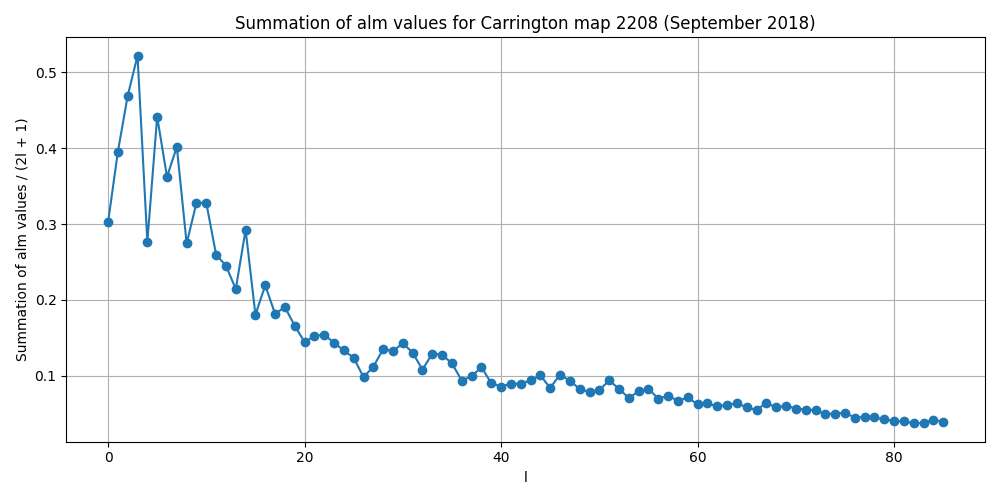 Summation of alm values for Carrington map 2208 (September 2018)
Summation of alm values / (2l + 1)
0.5
0.4
0.3
0.2
0.1
0 20 40 60 80
l